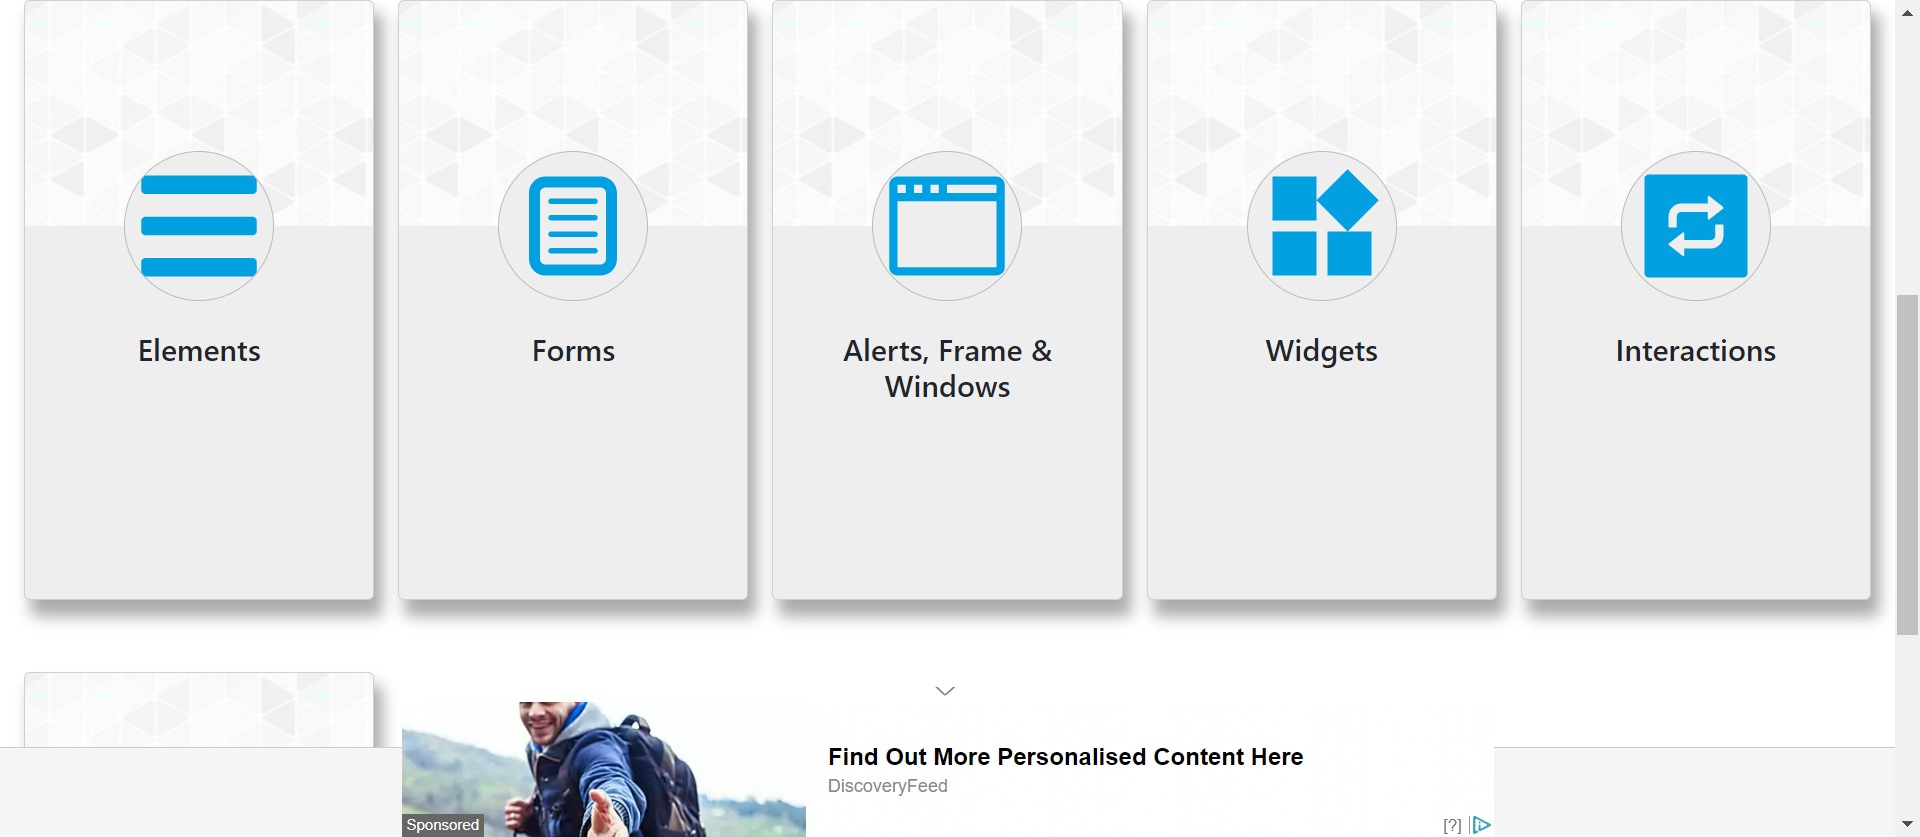 Elements
Forms
Alerts, Frame &
Windows
Widgets
Interactions
Find Out More Personalised Content Here
DiscoveryFeed
Sponsored
[?]